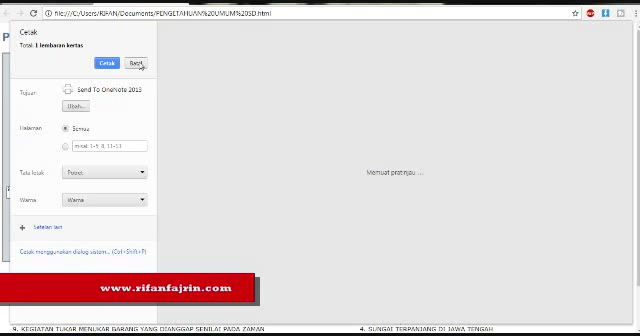 file:///C:/Users/RIFAN/Documents/PENGETAHUAN%20UMUM%20SD.html
P
Cetak
Total: 1 lembaran kertas
Cetak
Batal
Tujuan
Send To OneNote 2013
Ubah...
Halaman
Semua
misal: 1-5, 8, 11-13
Tata letak
Potret
Warna
Warna
Setelan lain
Cetak menggunakan dialog sistem... (Ctrl+Shift+P)
Memuat pratinjau ...
www.rifanfajrin.com
9. KEGIATAN TUKAR MENUKAR BARANG YANG DIANGGAP SENILAI PADA ZAMAN
4. SUNGAI TERPANJANG DI JAWA TENGAH